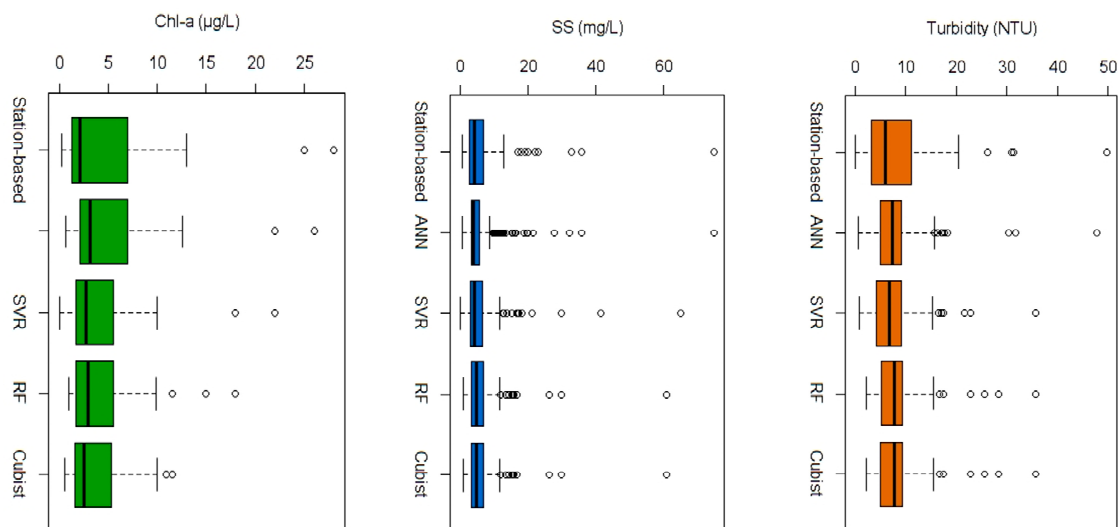 Chl-a (µg/L)
0 5 10 15 20 25
Station-based
SVR
RF
Cubist
SS (mg/L)
0 20 40 60
Station-based
ANN
SVR
RF
Cubist
Turbidity (NTU)
0 10 20 30 40 50
Station-based
ANN
SVR
RF
Cubist